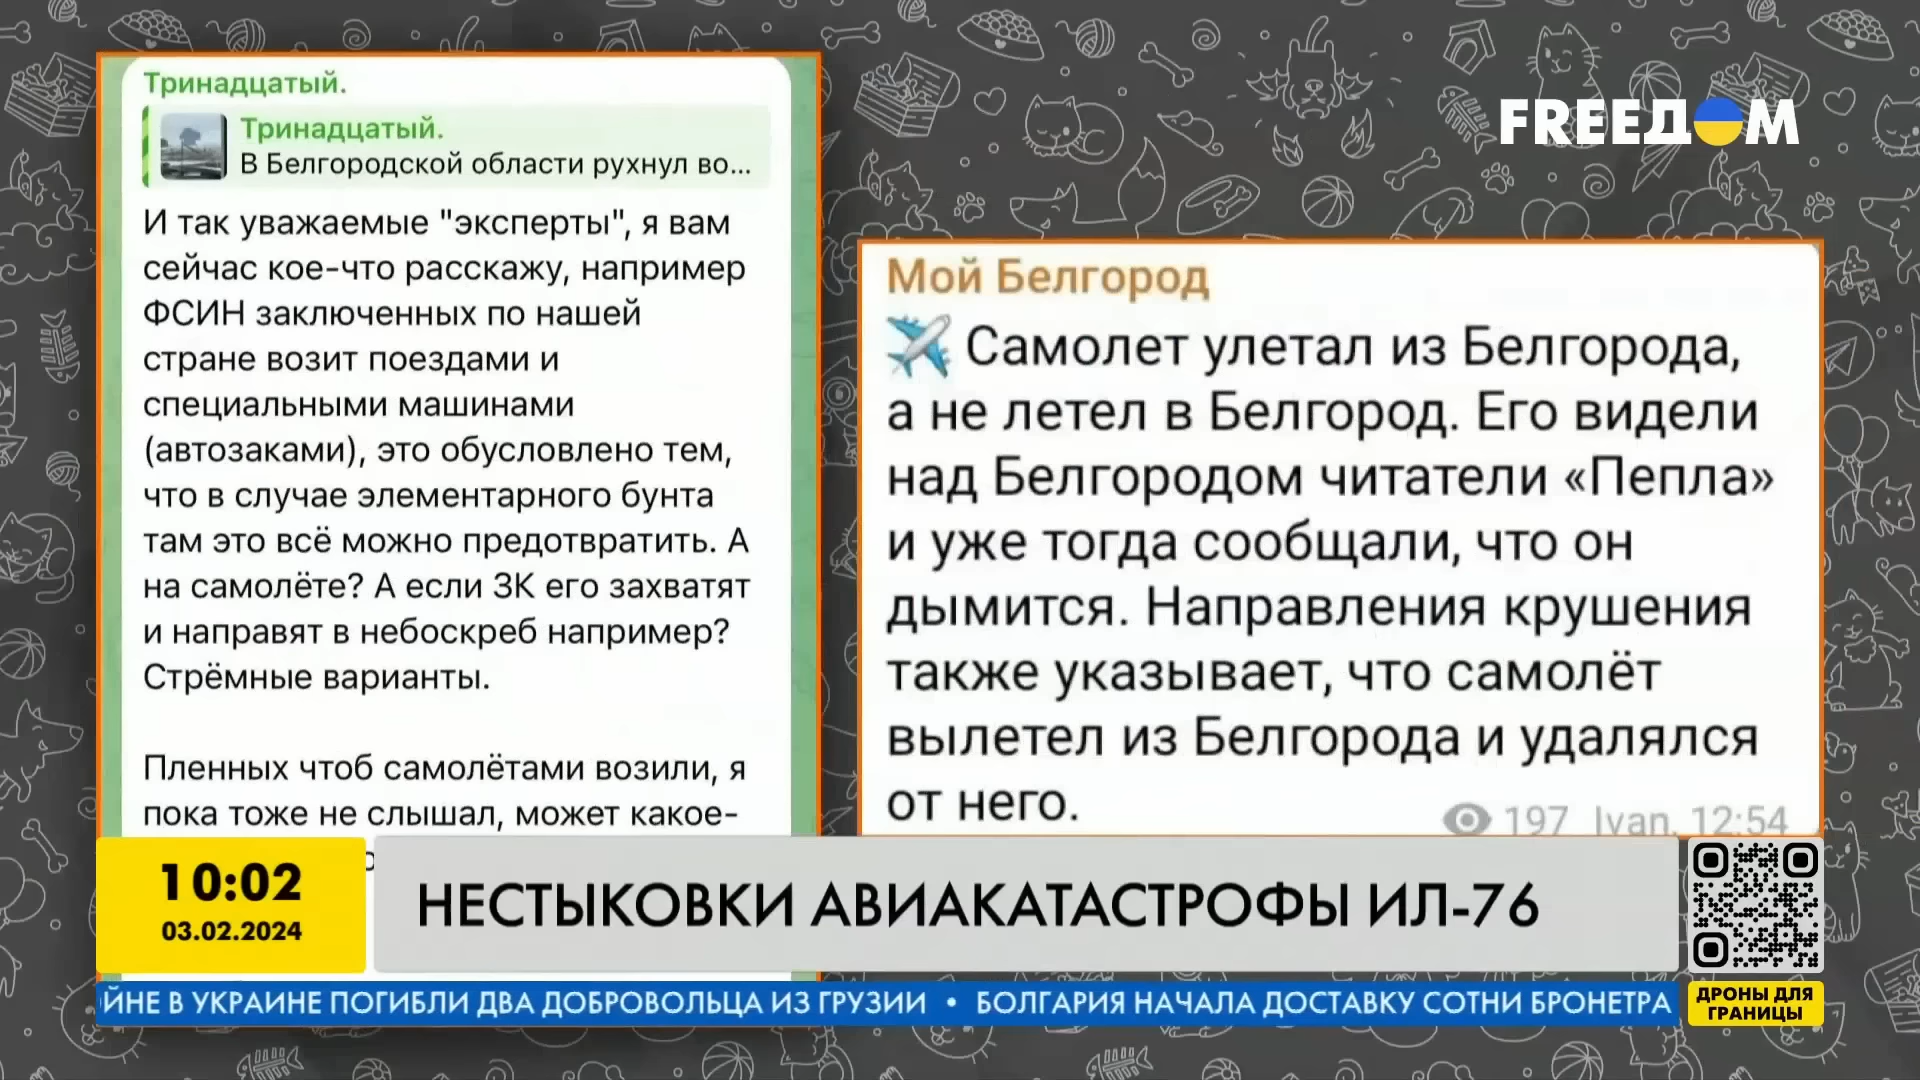 Тринадцатый.
Тринадцатый.
В Белгородской области рухнул во...
И так уважаемые "эксперты", я вам
сейчас кое-что расскажу, например
ФСИН заключенных по нашей
стране возит поездами и
специальными машинами
(автозаками), это обусловлено тем,
что в случае элементарного бунта
там это всё можно предотвратить. А
на самолёте? А если ЗК его захватят
и направят в небоскреб например?
Стрёмные варианты.
Пленных чтоб самолётами возили, я
пока тоже не слышал, может какое-
FREEДOM
Мой Белгород
Самолет улетал из Белгорода,
а не летел в Белгород. Его видели
над Белгородом читатели «Пепла»
и уже тогда сообщали, что он
дымится. Направления крушения
также указывает, что самолёт
вылетел из Белгорода и удалялся
от него.
197 Ivan, 12:54
10:02
03.02.2024
НЕСТЫКОВКИ АВИАКАТАСТРОФЫ ИЛ-76
ЙНЕ В УКРАИНЕ ПОГИБЛИ ДВА ДОБРОВОЛЬЦА ИЗ ГРУЗИИ • БОЛГАРИЯ НАЧАЛА ДОСТАВКУ СОТНИ БРОНЕТРА
ДРОНЫ ДЛЯ
ГРАНИЦЫ